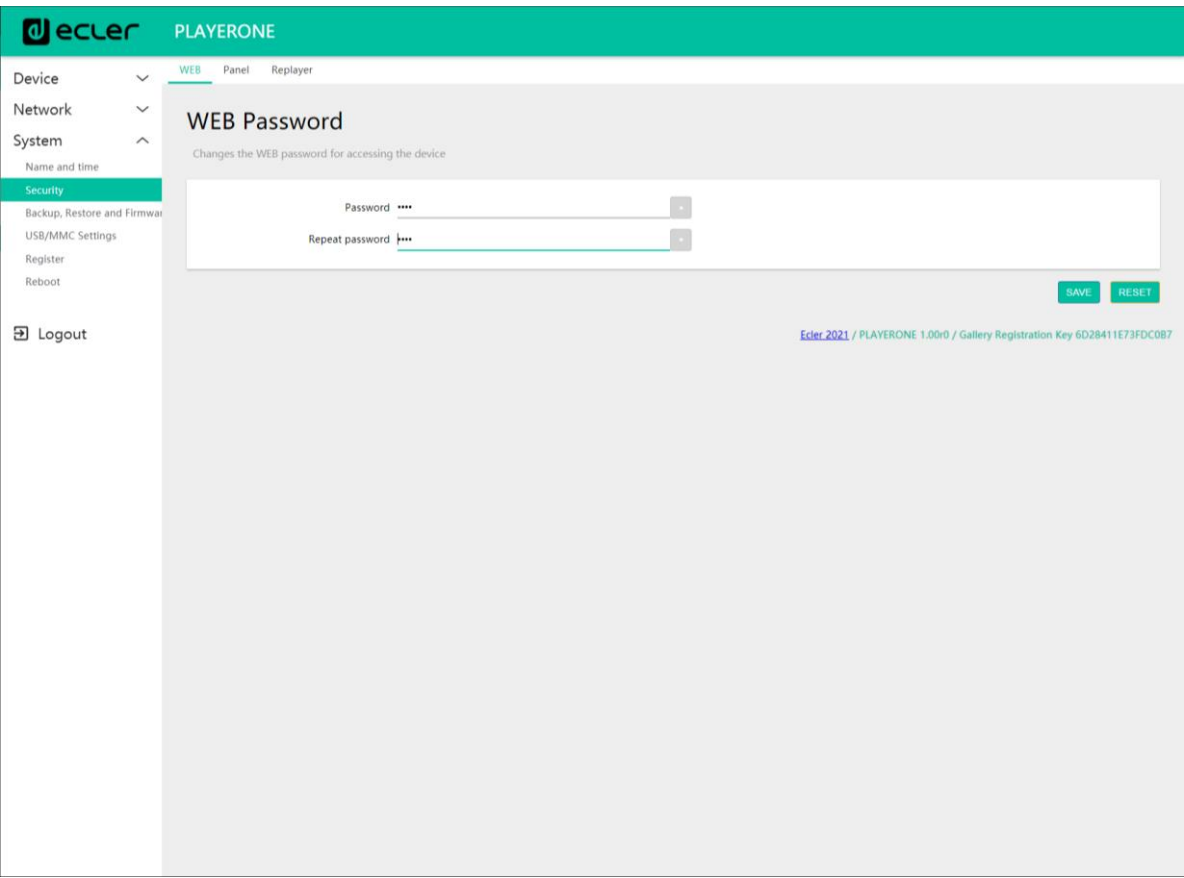 ecler PLAYERONE
Device
Network
System
Name and time
Security
Backup, Restore and Firmwar
USB/MMC Settings
Register
Reboot
Logout
WEB Panel Replayer
WEB Password
Changes the WEB password for accessing the device
Password ••••
Repeat password ••••
SAVE RESET
Ecler 2021 / PLAYERONE 1.00r0 / Gallery Registration Key 6D28411E73FDC0B7